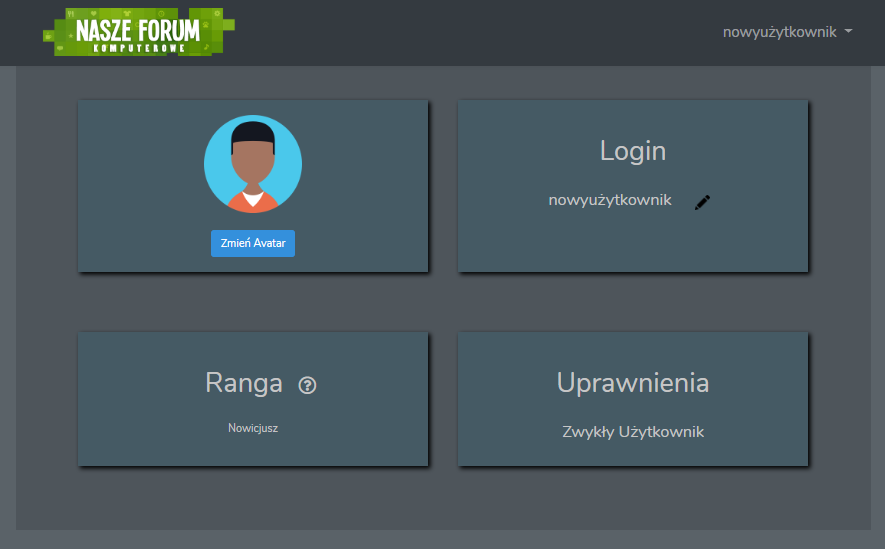 NASZE FORUM
KOMPUTEROWE
nowyużytkownik
Zmień Avatar
Login
nowyużytkownik
Ranga
Nowicjusz
Uprawnienia
Zwykły Użytkownik